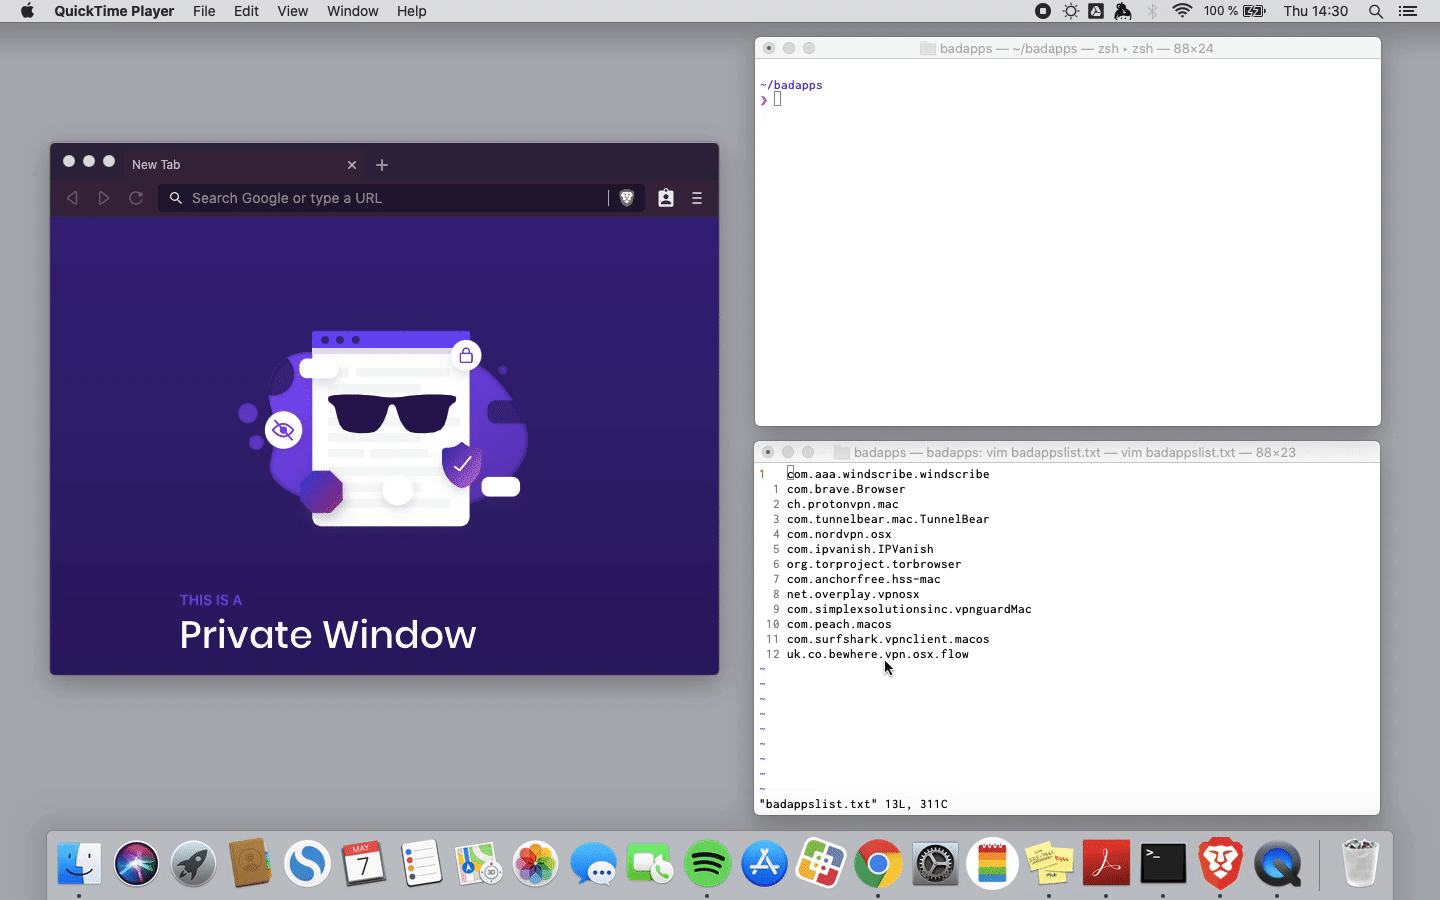 QuickTime Player File Edit View Window Help 100 % Thu 14:30
badapps — ~/badapps — zsh • zsh — 88×24
~/badapps
❯
New Tab
Search Google or type a URL
THIS IS A
Private Window
badapps — badapps: vim badappslist.txt — vim badappslist.txt — 88×23
1 com.aaa.windscribe.windscribe
1 com.brave.Browser
2 ch.protonvpn.mac
3 com.tunnelbear.mac.TunnelBear
4 com.nordvpn.osx
5 com.ipvanish.IPVanish
6 org.torproject.torbrowser
7 com.anchorfree.hss-mac
8 net.overplay.vpnosx
9 com.simplexsolutionsinc.vpnguardMac
10 com.peach.macos
11 com.surfshark.vpnclient.macos
12 uk.co.bewhere.vpn.osx.flow
~
~
~
~
~
~
~
~
~
"badappslist.txt" 13L, 311C
MAY
7
3D
>_